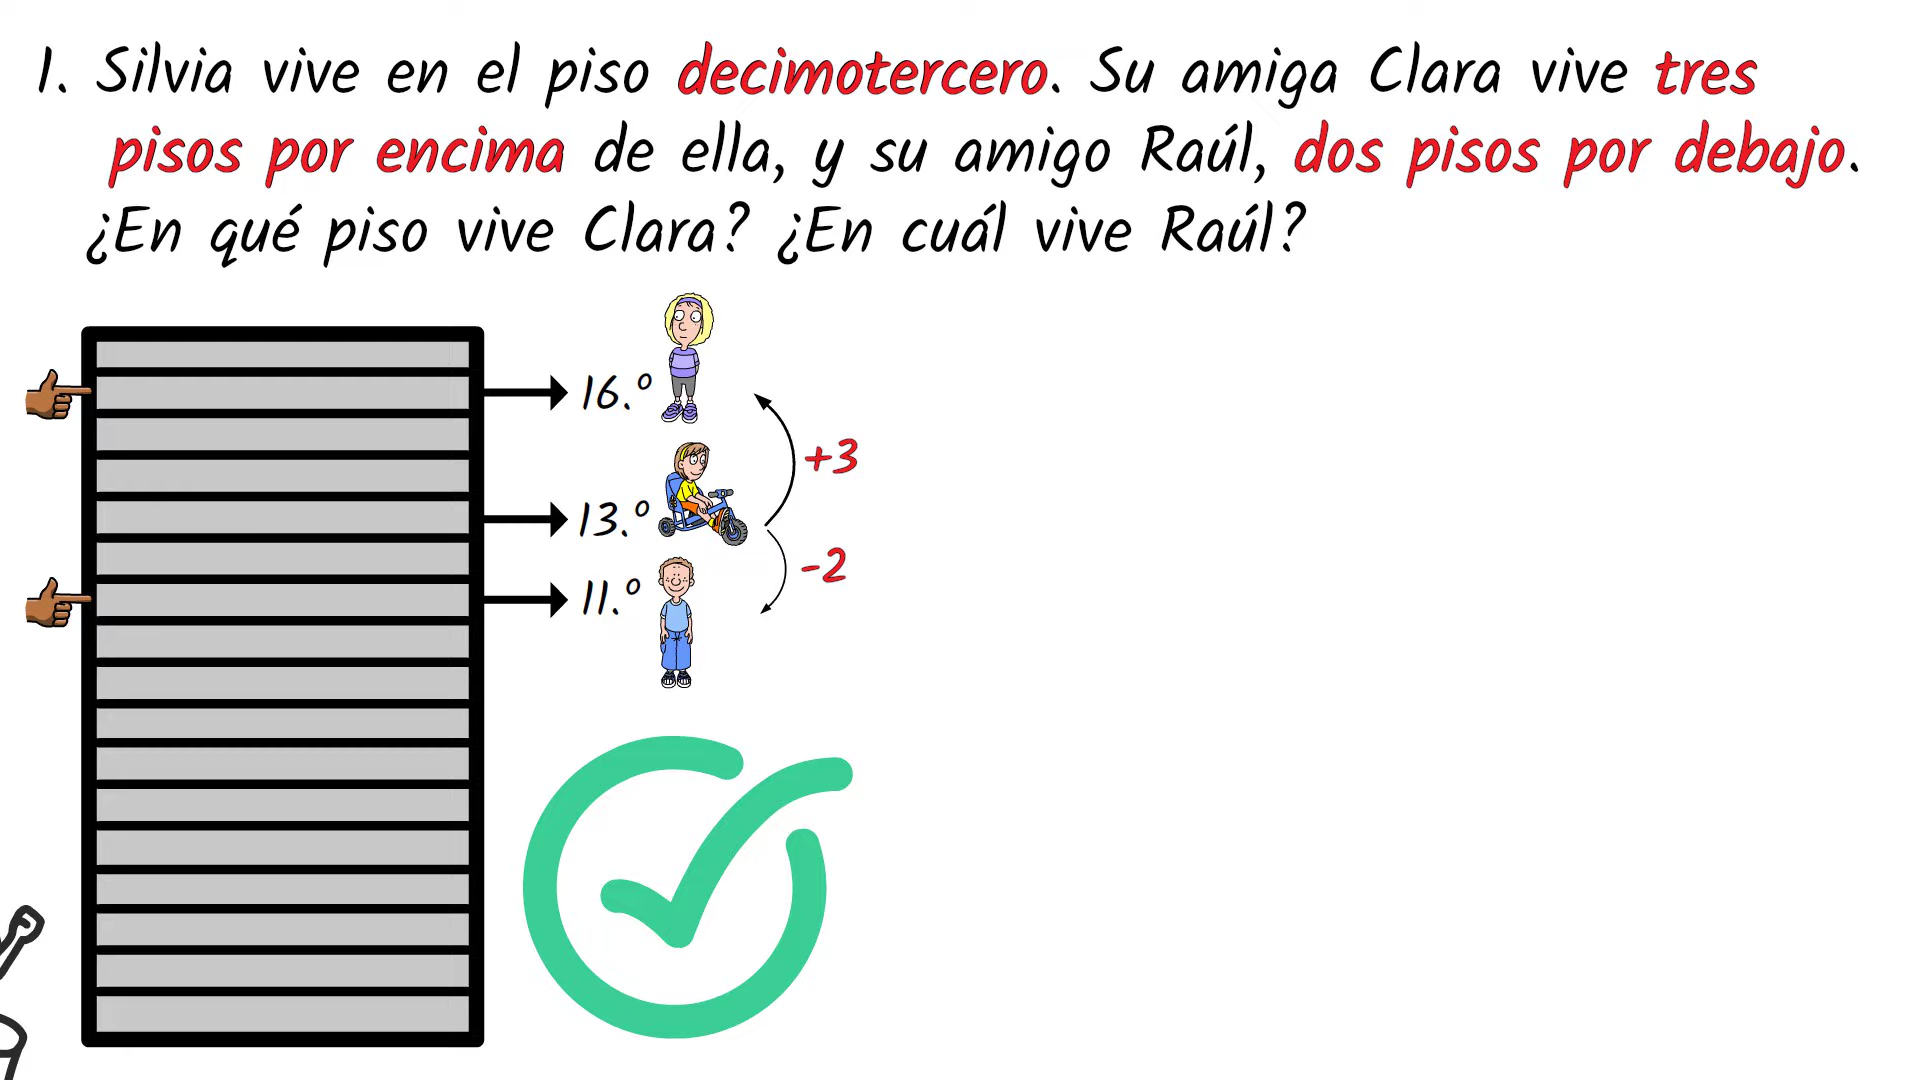 1. Silvia vive en el piso decimotercero. Su amiga Clara vive tres
pisos por encima de ella, y su amigo Raúl, dos pisos por debajo.
¿En qué piso vive Clara? ¿En cuál vive Raúl?
16.º
+3
13.º
-2
11.º